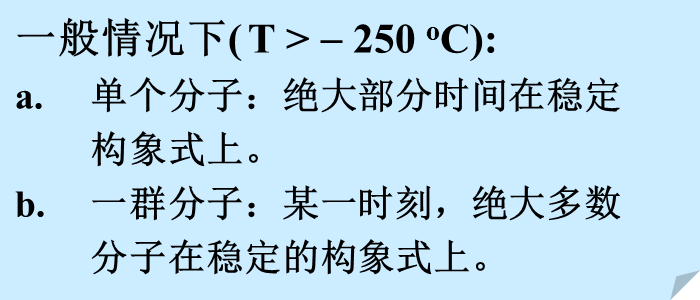 一般情况下( T > – 250 ºC):
a. 单个分子：绝大部分时间在稳定
构象式上。
b. 一群分子：某一时刻，绝大多数
分子在稳定的构象式上。